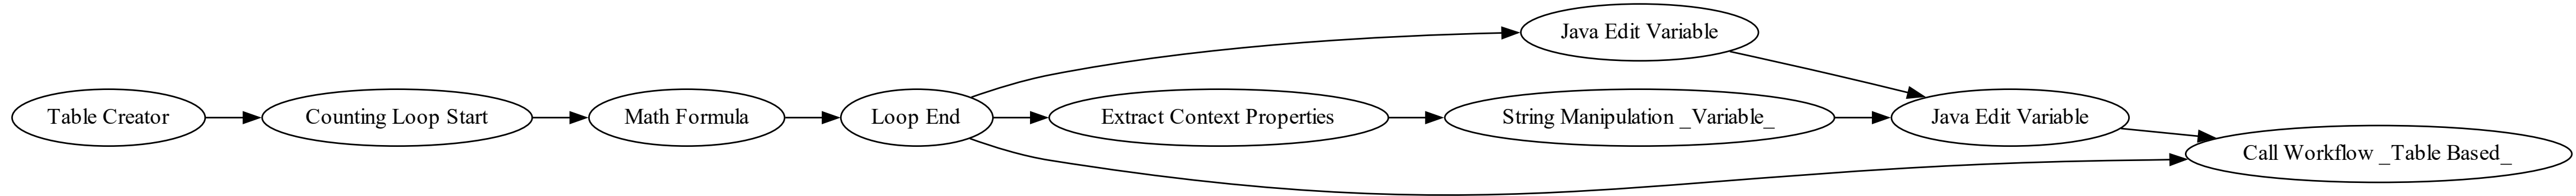 Table Creator
Counting Loop Start
Math Formula
Loop End
Java Edit Variable
Extract Context Properties
String Manipulation _Variable_
Java Edit Variable
Call Workflow _Table Based_